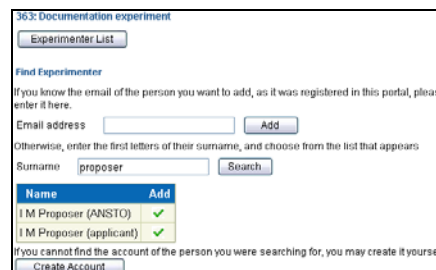 363: Documentation experiment
Experimenter List
Find Experimenter
If you know the email of the person you want to add, as it was registered in this portal, pleas
enter it here.
Email address Add
Otherwise, enter the first letters of their surname, and choose from the list that appears
Surname proposer Search
Name Add
I M Proposer (ANSTO)
I M Proposer (applicant)
If you cannot find the account of the person you were searching for, you may create it yourse
Create Account